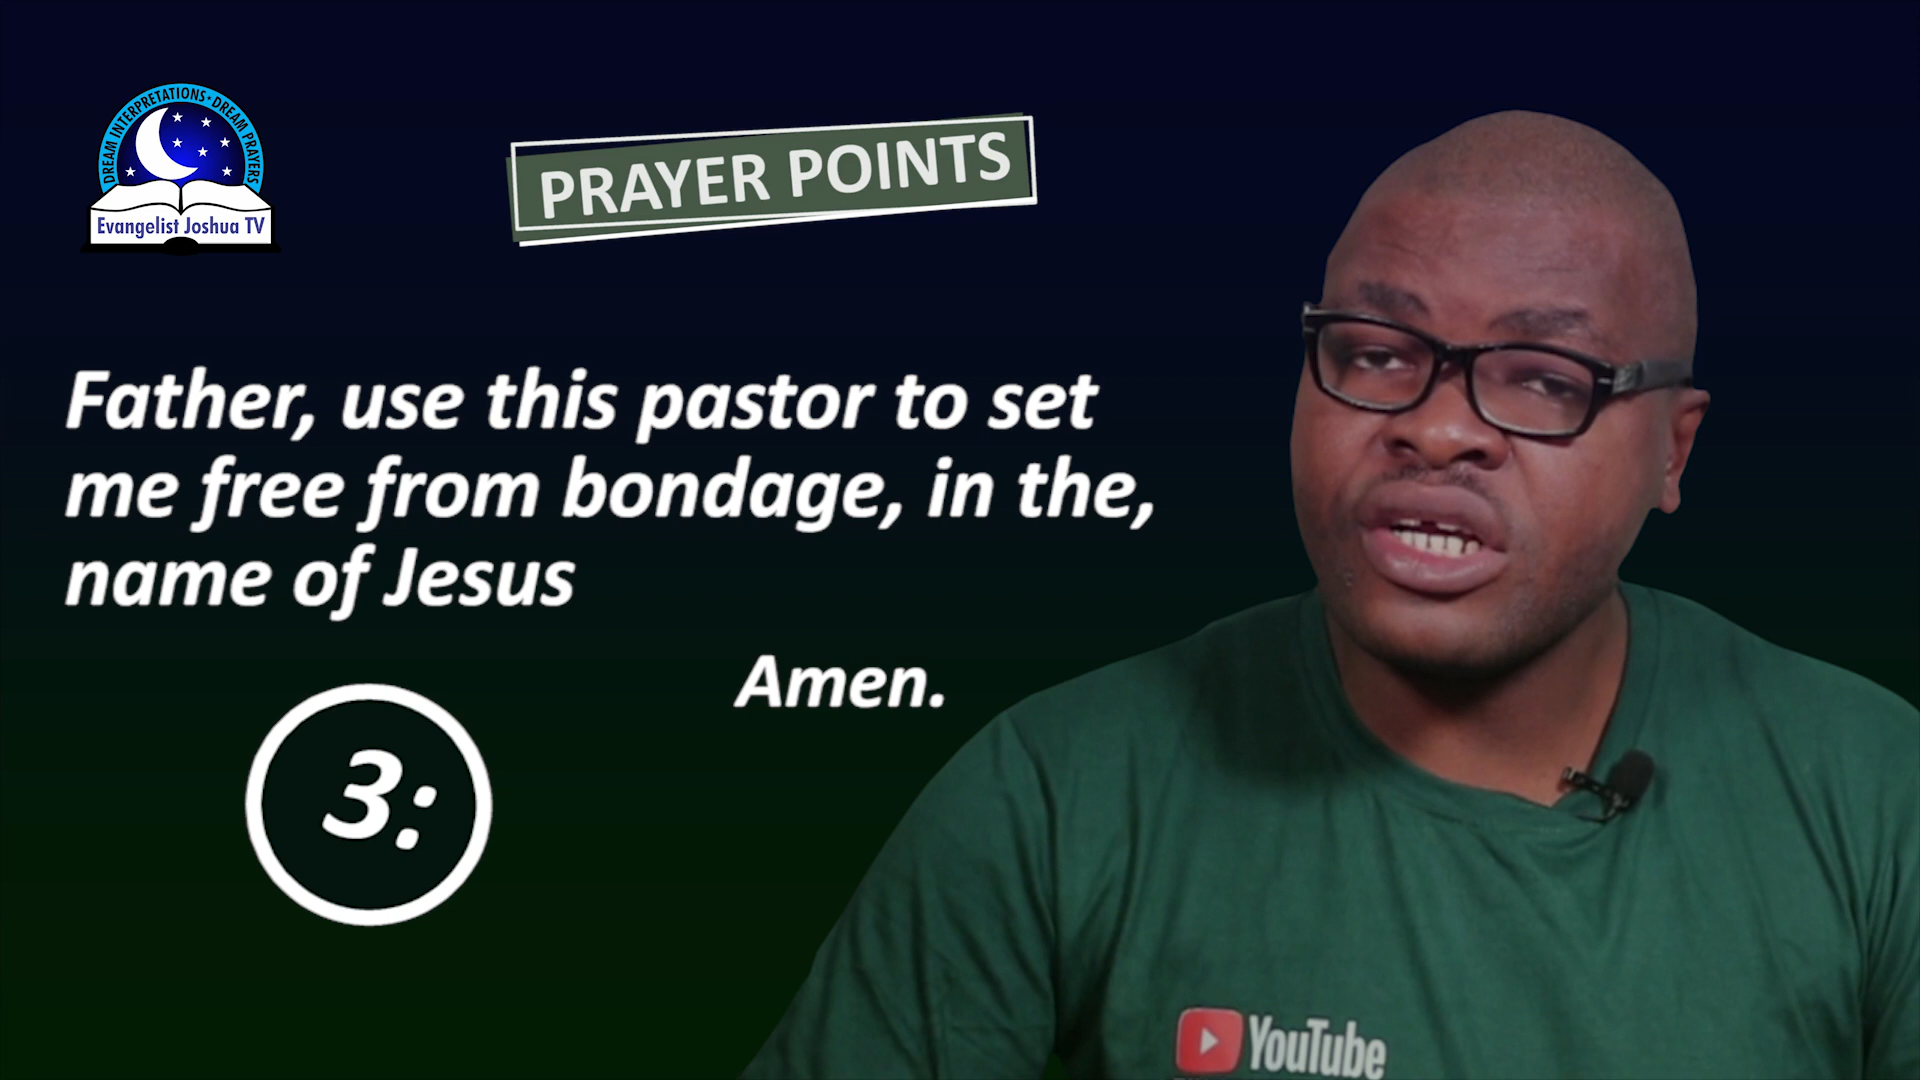 DREAM INTERPRETATIONS • DREAM PRAYERS
Evangelist Joshua TV
PRAYER POINTS
Father, use this pastor to set
me free from bondage, in the,
name of Jesus
Amen.
3:
YouTube